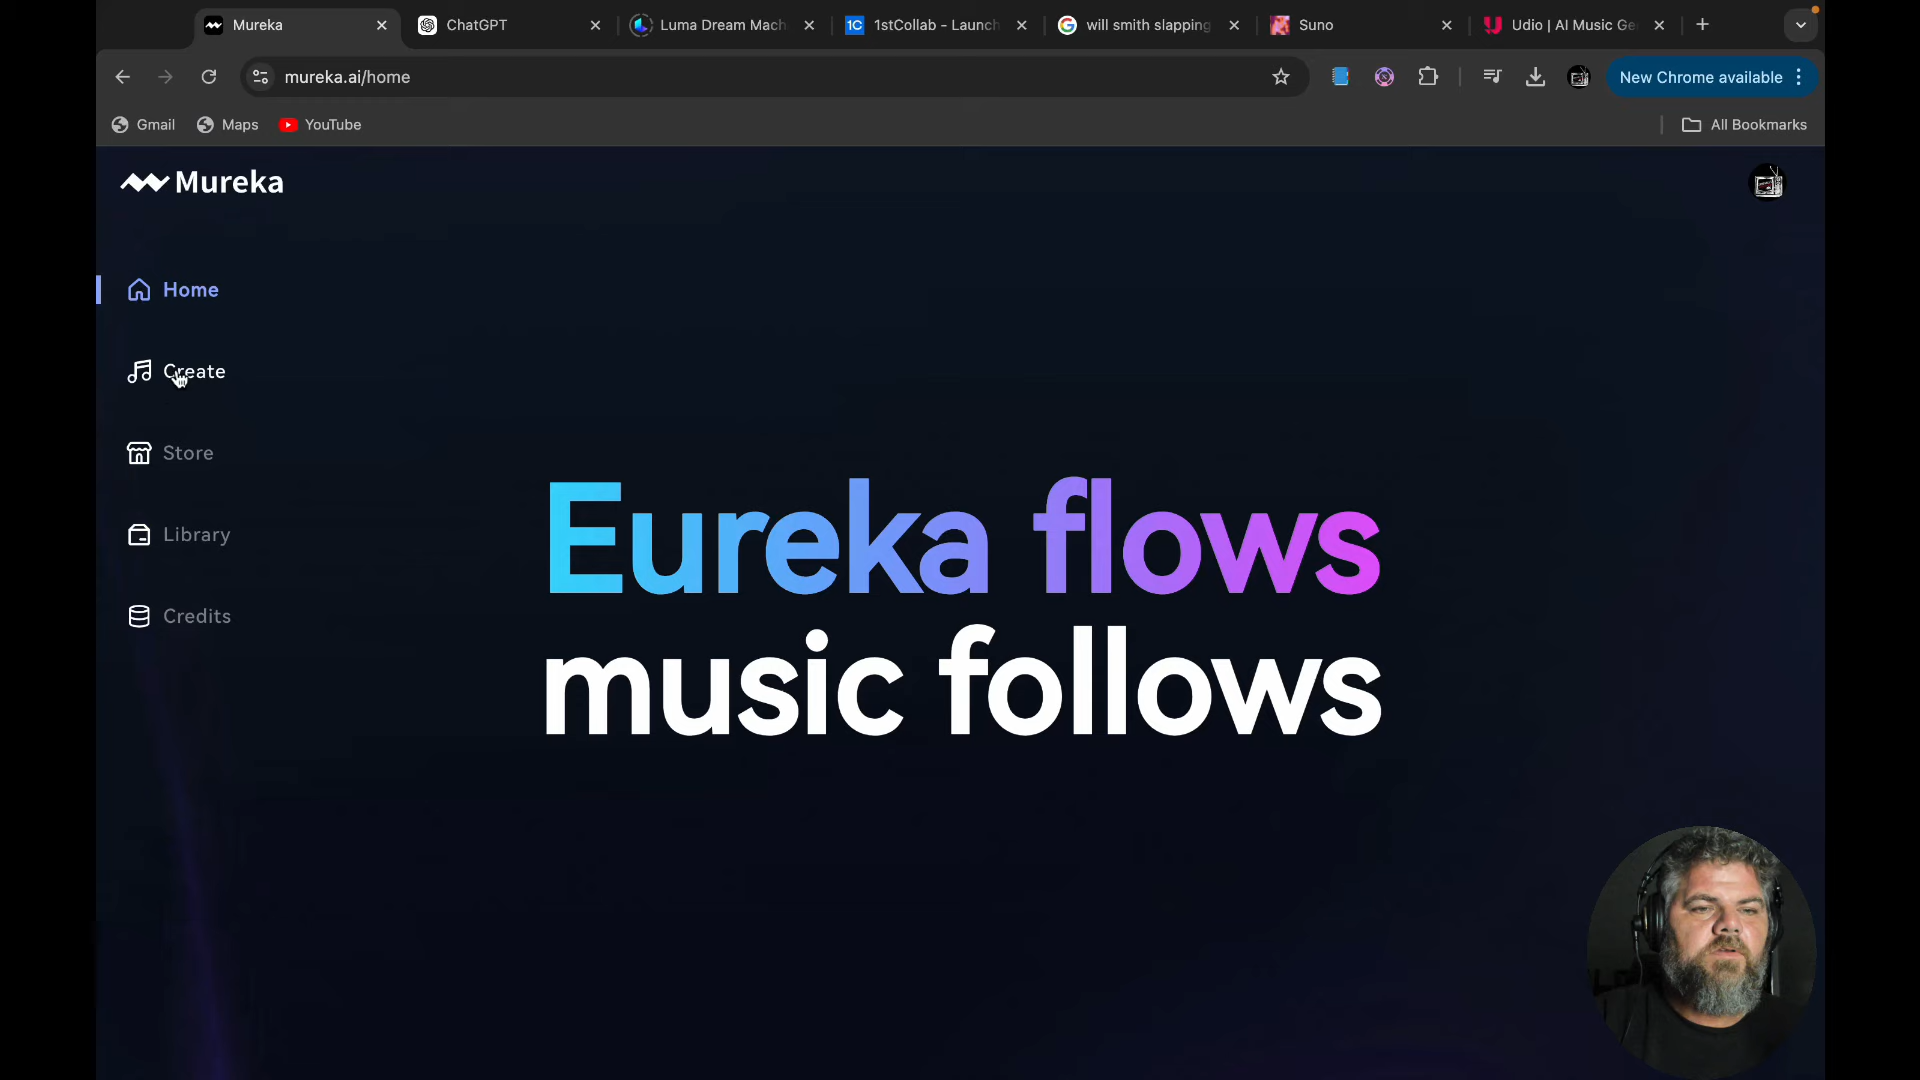 Mureka
ChatGPT
Luma Dream Mach
1C 1stCollab - Launch
will smith slapping
Suno
Udio | AI Music Ge
mureka.ai/home
New Chrome available
Gmail
Maps
YouTube
All Bookmarks
Mureka
Home
Create
Store
Library
Credits
Eureka flows
music follows